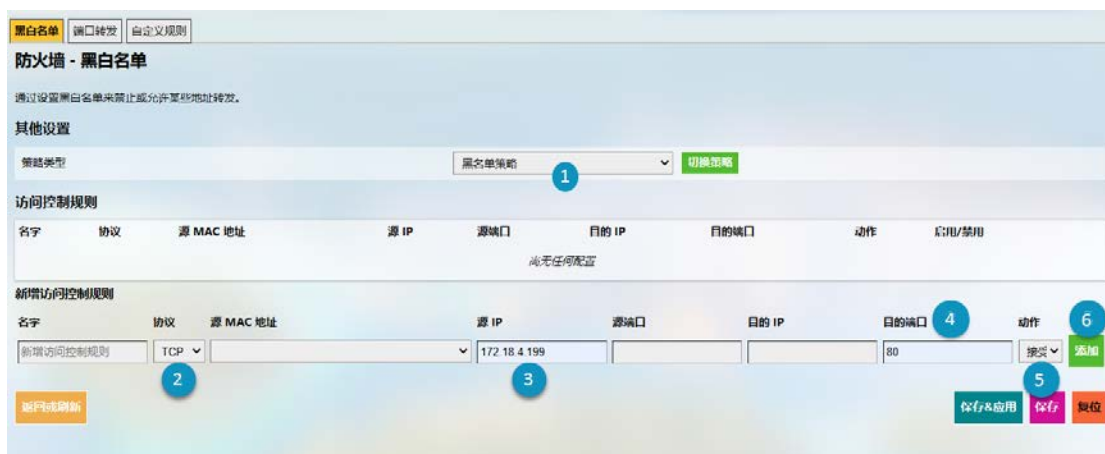 黑白名单 端口转发 自定义规则
防火墙 - 黑白名单
通过设置黑白名单来禁止或允许某些地址转发。
其他设置
策略类型 黑名单策略 切换策略
1
访问控制规则
名字 协议 源 MAC 地址 源 IP 源端口 目的 IP 目的端口 动作 启用/禁用
尚无任何配置
新增访问控制规则
名字 协议 源 MAC 地址 源 IP 源端口 目的 IP 目的端口 4 动作 6
新增访问控制规则 TCP 172.18.4.199 80 接受 添加
2 3 5
返回或刷新 保存&应用 保存 复位